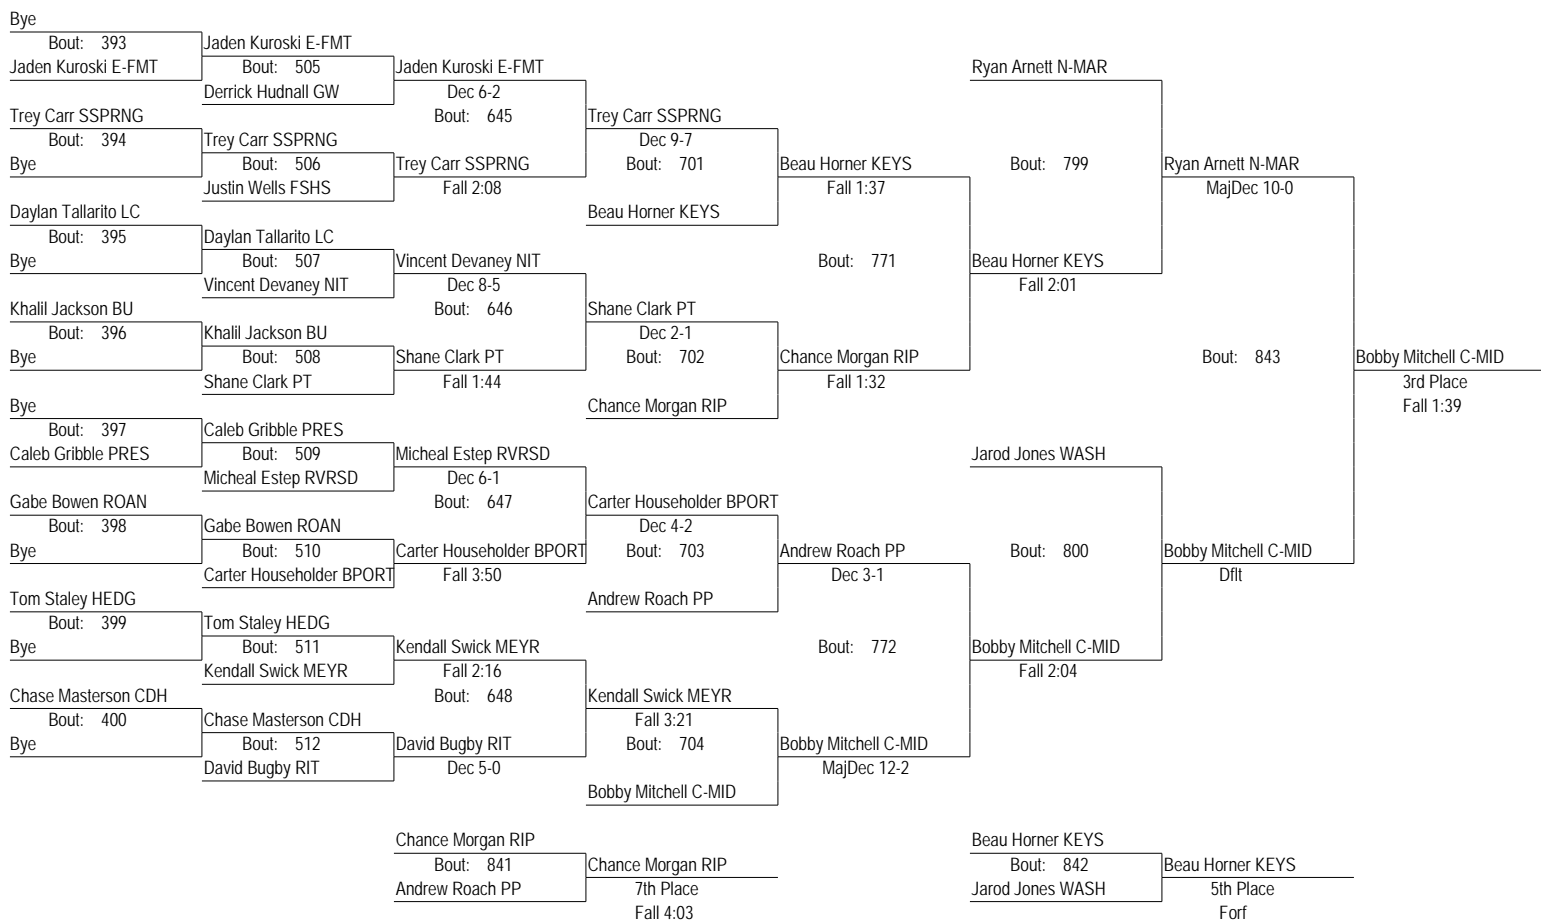 Bye
Bout: 393
Jaden Kuroski E-FMT
Jaden Kuroski E-FMT
Bout: 505
Derrick Hudnall GW
Jaden Kuroski E-FMT
Dec 6-2
Bout: 645
Trey Carr SSPRNG
Bout: 394
Bye
Trey Carr SSPRNG
Bout: 506
Justin Wells FSHS
Trey Carr SSPRNG
Fall 2:08
Trey Carr SSPRNG
Dec 9-7
Bout: 701
Beau Horner KEYS
Daylan Tallarito LC
Bout: 395
Bye
Daylan Tallarito LC
Bout: 507
Vincent Devaney NIT
Vincent Devaney NIT
Dec 8-5
Bout: 646
Khalil Jackson BU
Bout: 396
Bye
Khalil Jackson BU
Bout: 508
Shane Clark PT
Shane Clark PT
Fall 1:44
Shane Clark PT
Dec 2-1
Bout: 702
Chance Morgan RIP
Beau Horner KEYS
Fall 1:37
Bout: 771
Chance Morgan RIP
Fall 1:32
Ryan Arnett N-MAR
Bout: 799
Beau Horner KEYS
Fall 2:01
Ryan Arnett N-MAR
MajDec 10-0
Bye
Bout: 397
Caleb Gribble PRES
Caleb Gribble PRES
Bout: 509
Micheal Estep RVRSD
Micheal Estep RVRSD
Dec 6-1
Bout: 647
Gabe Bowen ROAN
Bout: 398
Bye
Gabe Bowen ROAN
Bout: 510
Carter Householder BPORT
Carter Householder BPORT
Fall 3:50
Carter Householder BPORT
Dec 4-2
Bout: 703
Andrew Roach PP
Tom Staley HEDG
Bout: 399
Bye
Tom Staley HEDG
Bout: 511
Kendall Swick MEYR
Kendall Swick MEYR
Fall 2:16
Bout: 648
Chase Masterson CDH
Bout: 400
Bye
Chase Masterson CDH
Bout: 512
David Bugby RIT
David Bugby RIT
Dec 5-0
Kendall Swick MEYR
Fall 3:21
Bout: 704
Bobby Mitchell C-MID
Andrew Roach PP
Dec 3-1
Bout: 772
Bobby Mitchell C-MID
MajDec 12-2
Jarod Jones WASH
Bout: 800
Bobby Mitchell C-MID
Fall 2:04
Bobby Mitchell C-MID
Dflt
Bout: 843
Bobby Mitchell C-MID
3rd Place
Fall 1:39
Chance Morgan RIP
Bout: 841
Andrew Roach PP
Chance Morgan RIP
7th Place
Fall 4:03
Beau Horner KEYS
Bout: 842
Jarod Jones WASH
Beau Horner KEYS
5th Place
Forf